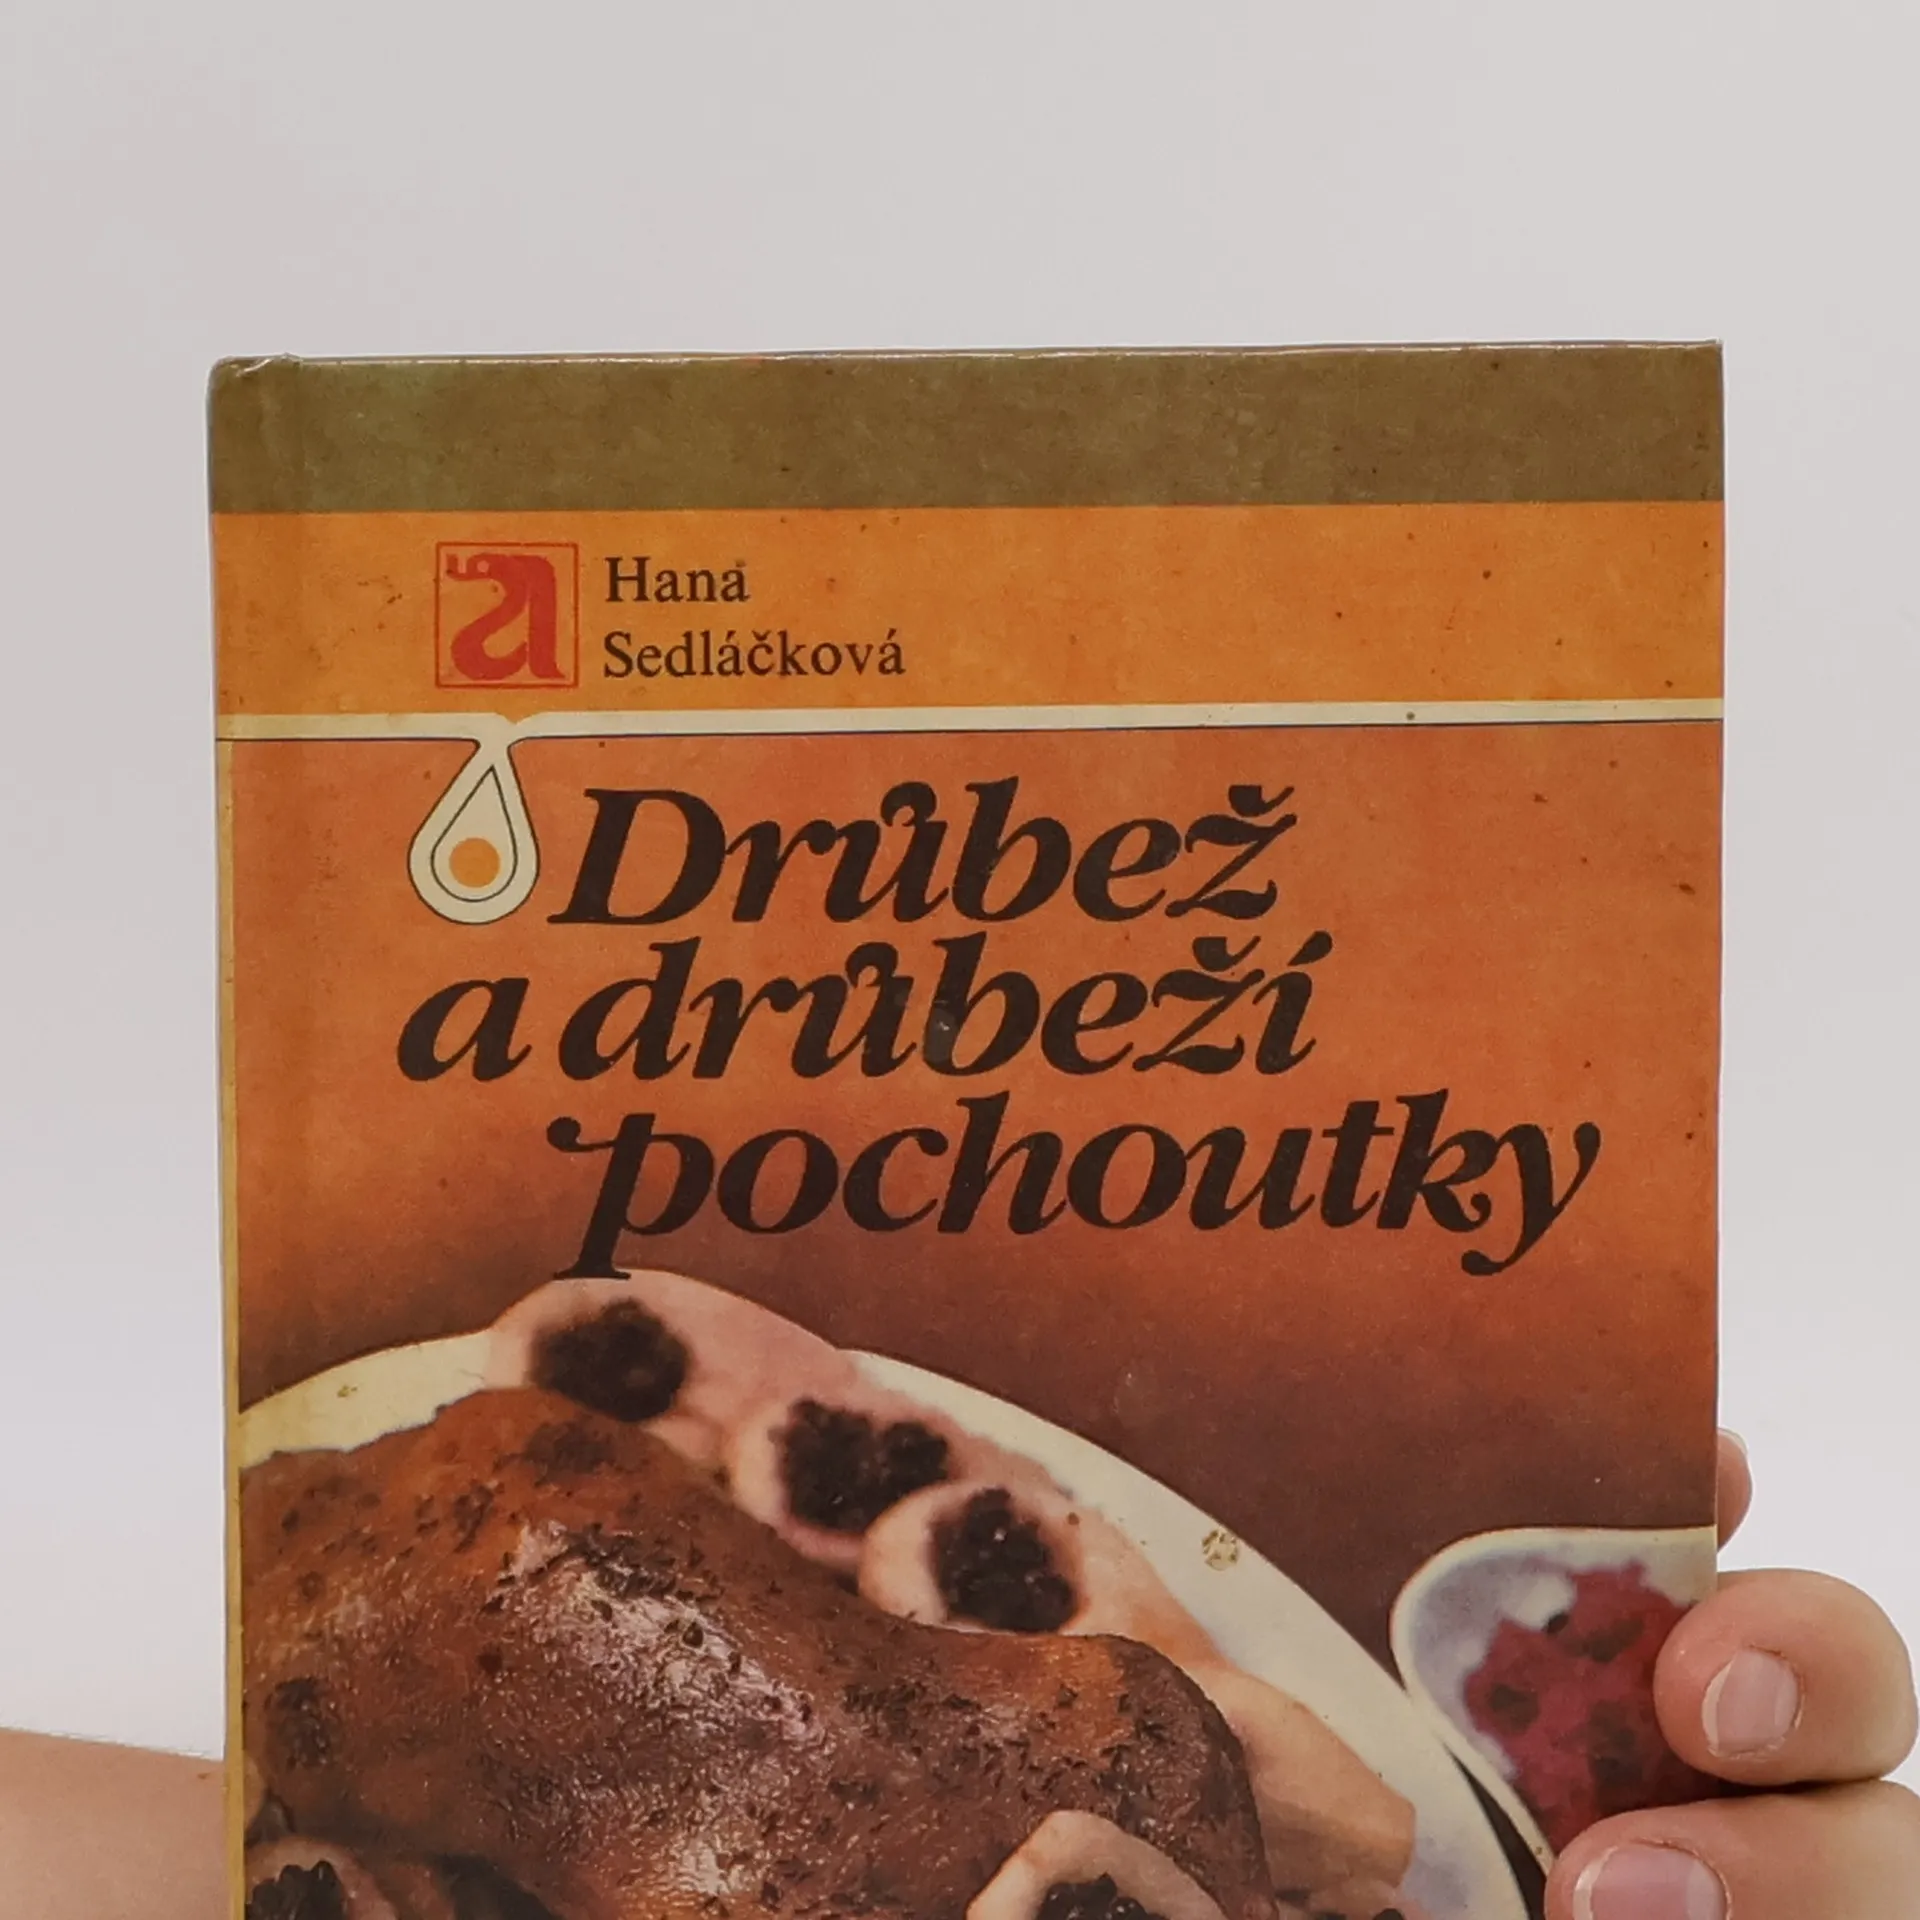 Hana
Sedláčková
Drůbež
a drůbeží
pochoutky